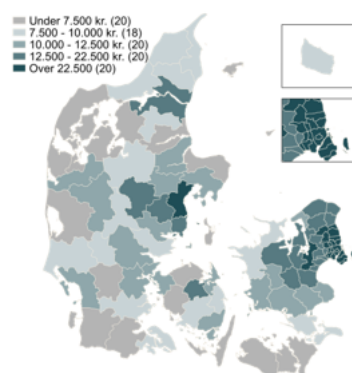 Under 7.500 kr. (20)
7.500 - 10.000 kr. (18)
10.000 - 12.500 kr. (20)
12.500 - 22.500 kr. (20)
Over 22.500 (20)